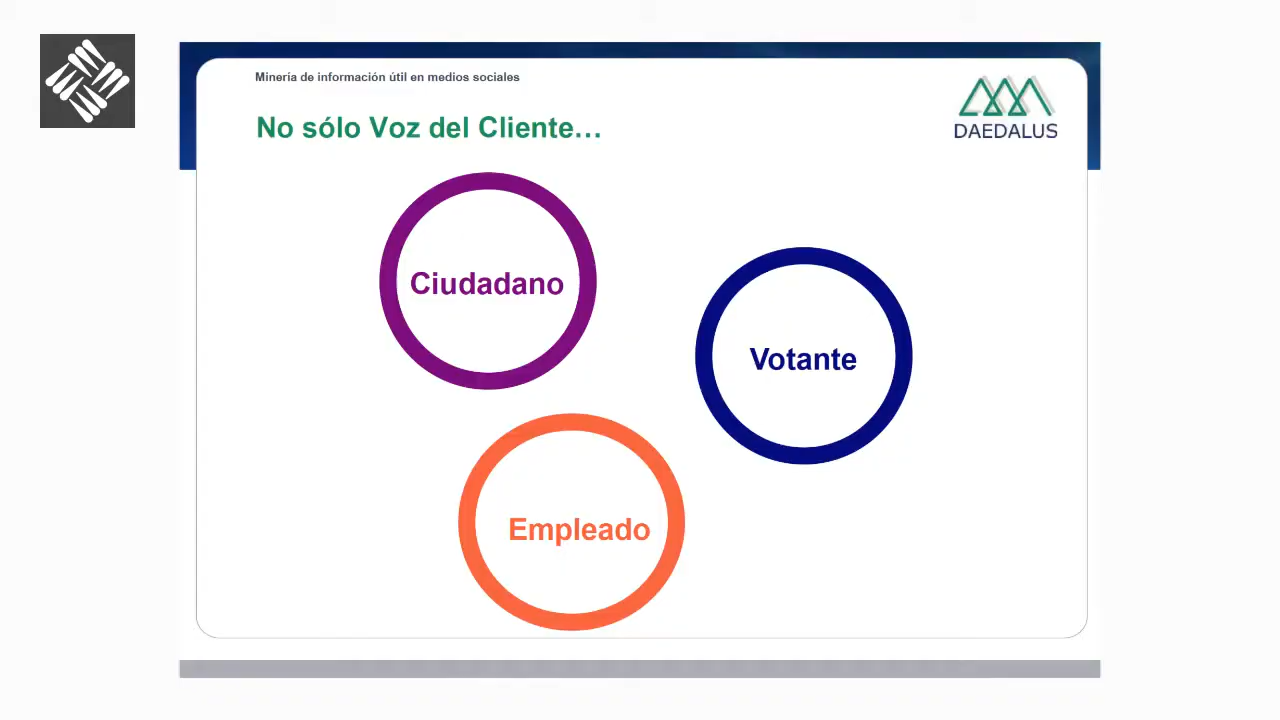 Minería de información útil en medios sociales
No sólo Voz del Cliente...
DAEDALUS
Ciudadano
Votante
Empleado